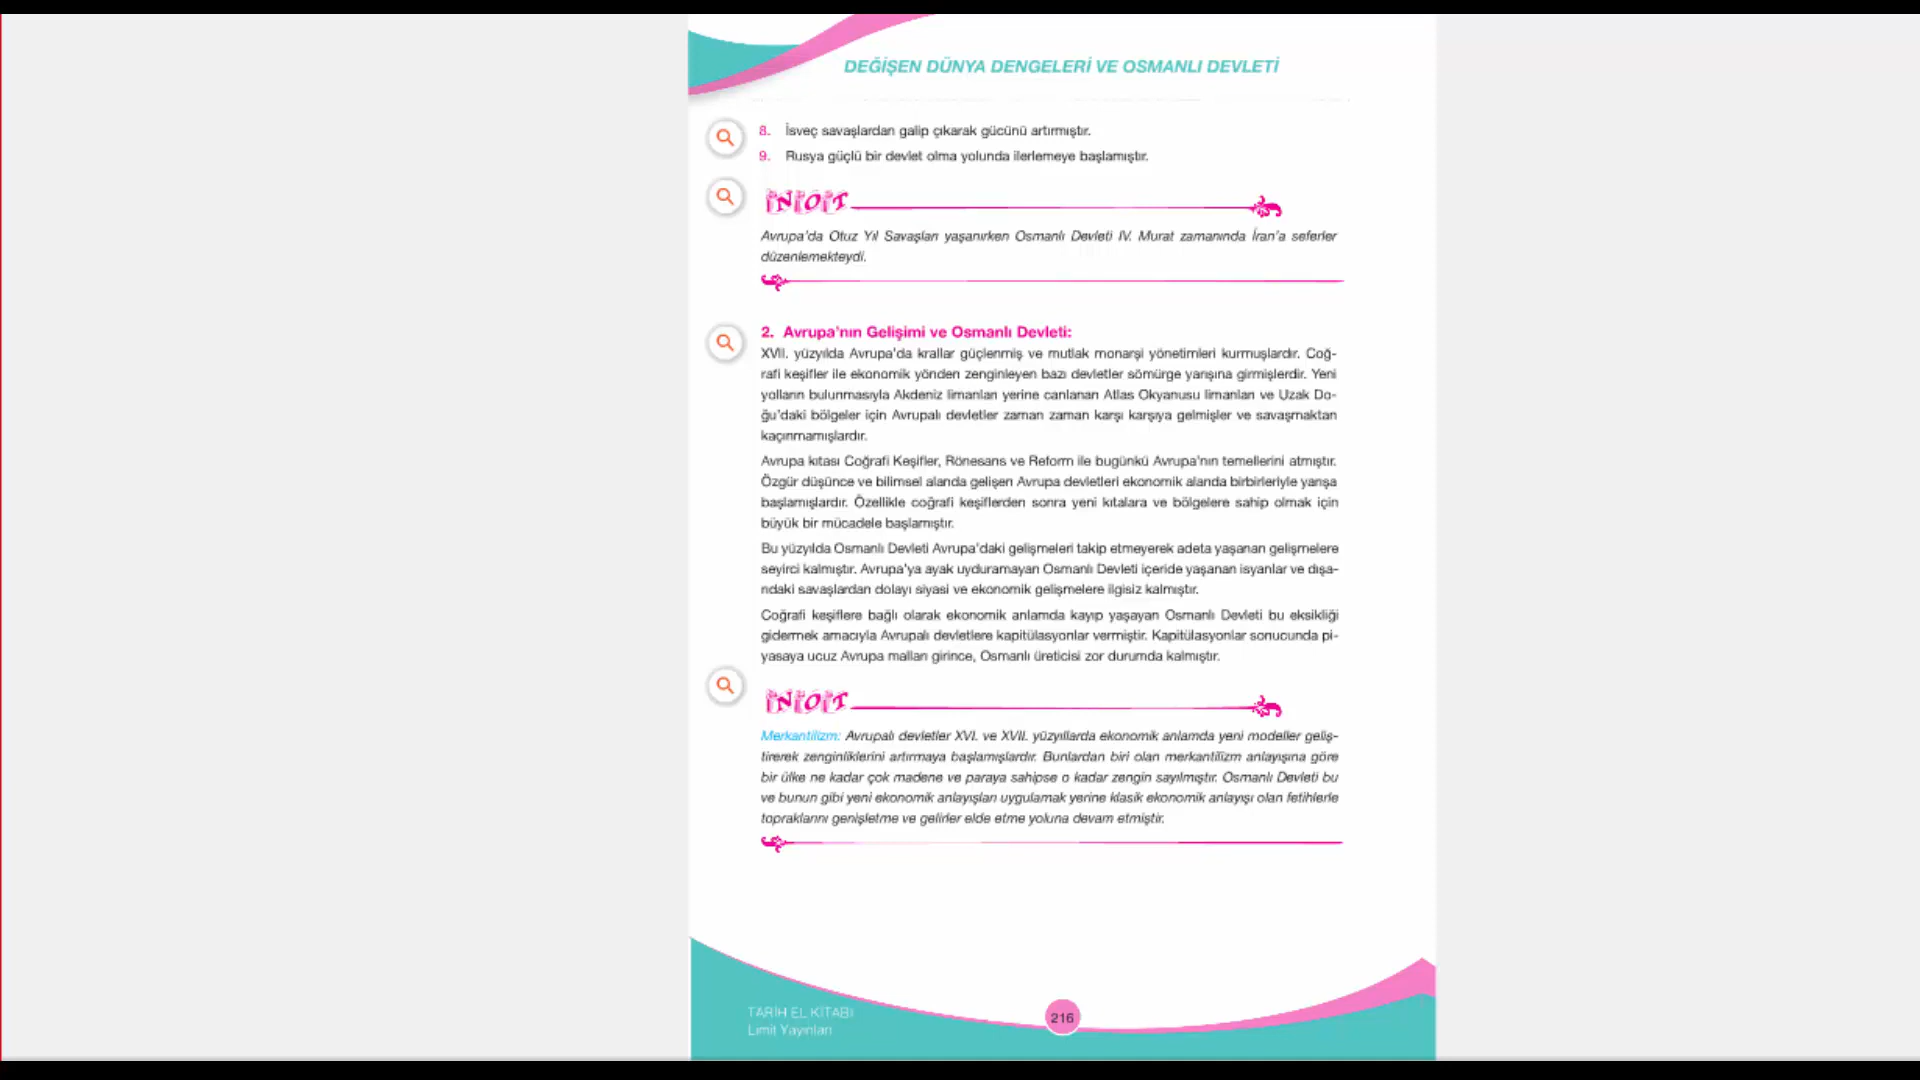 DEĞİŞEN DÜNYA DENGELERİ VE OSMANLI DEVLETİ
8. İsveç savaşlardan galip çıkarak gücünü artırmıştır.
9. Rusya güçlü bir devlet olma yolunda ilerlemeye başlamıştır.
NOT
Avrupa'da Otuz Yıl Savaşları yaşanırken Osmanlı Devleti IV. Murat zamanında İran'a seferler
düzenlemekteydi.
2. Avrupa'nın Gelişimi ve Osmanlı Devleti:
XVII. yüzyılda Avrupa'da krallar güçlenmiş ve mutlak monarşi yönetimleri kurmuşlardır. Coğ-
rafi keşifler ile ekonomik yönden zenginleyen bazı devletler sömürge yarışına girmişlerdir. Yeni
yolların bulunmasıyla Akdeniz limanları yerine canlanan Atlas Okyanusu limanları ve Uzak Do-
ğu'daki bölgeler için Avrupalı devletler zaman zaman karşı karşıya gelmişler ve savaşmaktan
kaçınmamışlardır.
Avrupa kıtası Coğrafi Keşifler, Rönesans ve Reform ile bugünkü Avrupa'nın temellerini atmıştır.
Özgür düşünce ve bilimsel alanda gelişen Avrupa devletleri ekonomik alanda birbirleriyle yarışa
başlamışlardır. Özellikle coğrafi keşiflerden sonra yeni kıtalara ve bölgelere sahip olmak için
büyük bir mücadele başlamıştır.
Bu yüzyılda Osmanlı Devleti Avrupa'daki gelişmeleri takip etmeyerek adeta yaşanan gelişmelere
seyirci kalmıştır. Avrupa'ya ayak uyduramayan Osmanlı Devleti içeride yaşanan isyanlar ve dışa-
rıdaki savaşlardan dolayı siyasi ve ekonomik gelişmelere ilgisiz kalmıştır.
Coğrafi keşiflere bağlı olarak ekonomik anlamda kayıp yaşayan Osmanlı Devleti bu eksikliği
gidermek amacıyla Avrupalı devletlere kapitülasyonlar vermiştir. Kapitülasyonlar sonucunda pi-
yasaya ucuz Avrupa malları girince, Osmanlı üreticisi zor durumda kalmıştır.
NOT
Merkantilizm: Avrupalı devletler XVI. ve XVII. yüzyıllarda ekonomik anlamda yeni modeller geliş-
tirerek zenginliklerini artırmaya başlamışlardır. Bunlardan biri olan merkantilizm anlayışına göre
bir ülke ne kadar çok madene ve paraya sahipse o kadar zengin sayılmıştır. Osmanlı Devleti bu
ve bunun gibi yeni ekonomik anlayışları uygulamak yerine klasik ekonomik anlayışı olan fetihlerle
topraklarını genişletme ve gelirler elde etme yoluna devam etmiştir.
TARİH EL KİTABI
Limit Yayınları
216